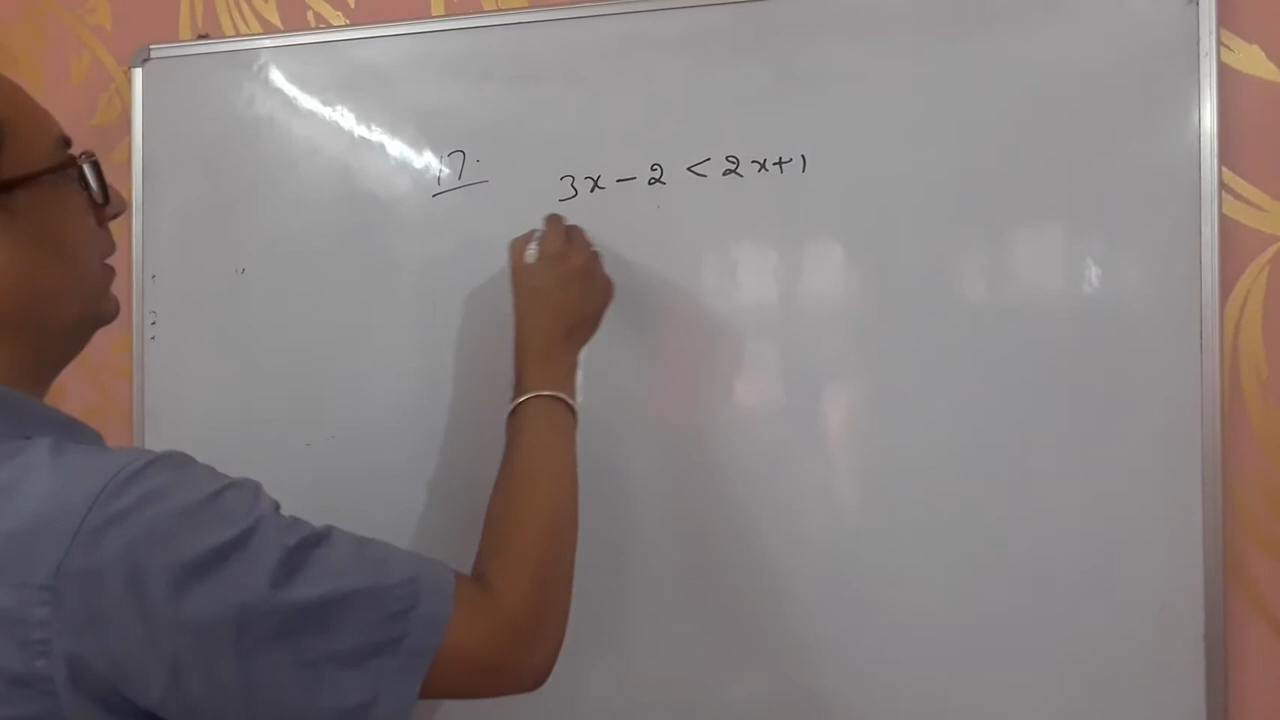 17. 3x - 2 < 2x + 1